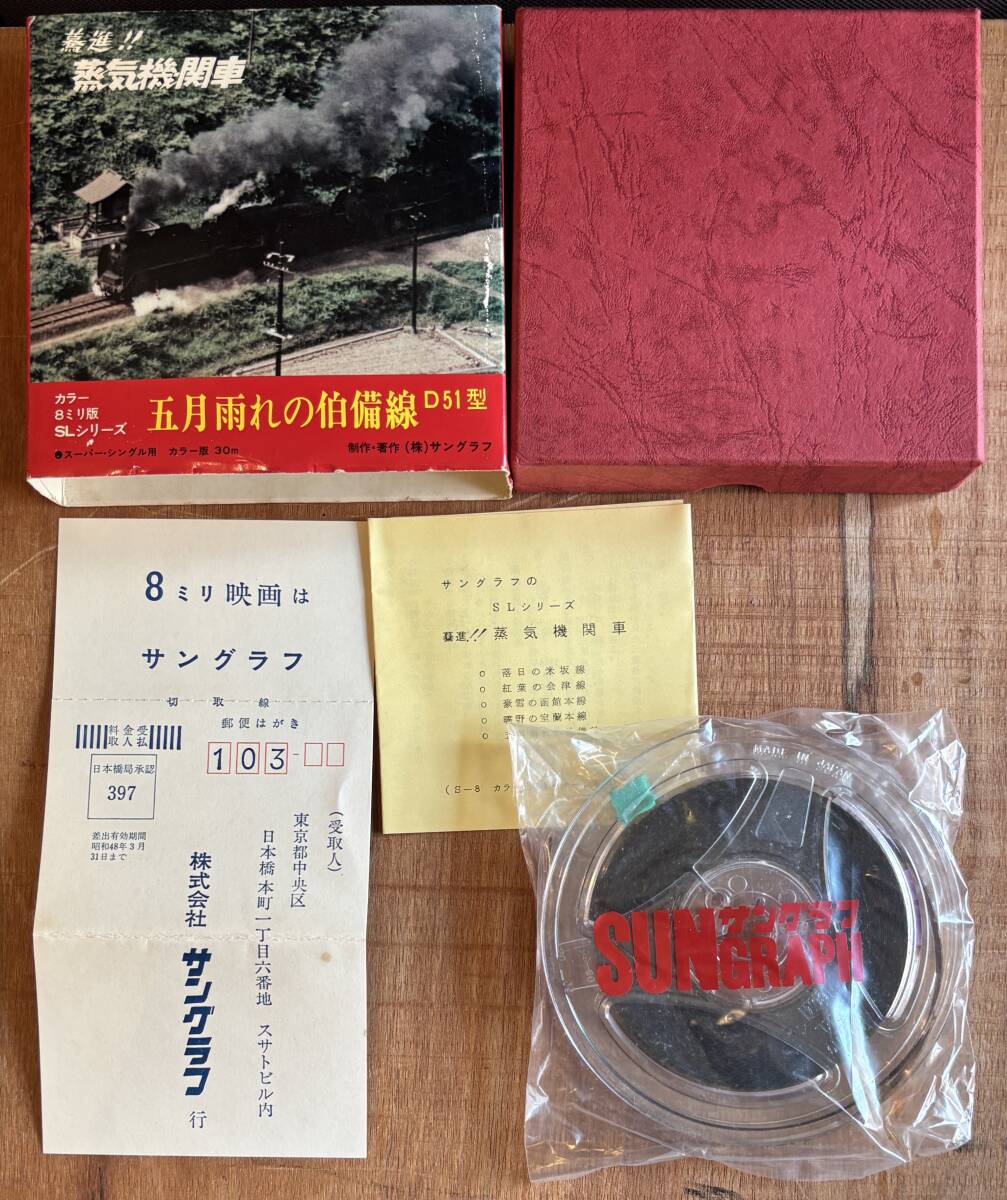 驀進!!
蒸気機関車
カラー
8ミリ版
SLシリーズ
五月雨れの伯備線 D51型
●スーパー・シングル用 カラー版 30m
制作・著作 (株)サングラフ
8ミリ映画は
サングラフ
切取線
郵便はがき
料金受
取人払
103-
日本橋局承認
397
差出有効期間
昭和48年3月
31日まで
(受取人)
東京都中央区
日本橋本町一丁目六番地 スサトビル内
株式会社 サングラフ 行
サングラフの
SLシリーズ
驀進!! 蒸気機関車
o 落日の米坂線
o 紅葉の会津線
o 豪雪の函館本線
o 曠野の室蘭本線
o
(S-8 カラ
MADE IN JAPAN
サングラフ
SUNGRAPH